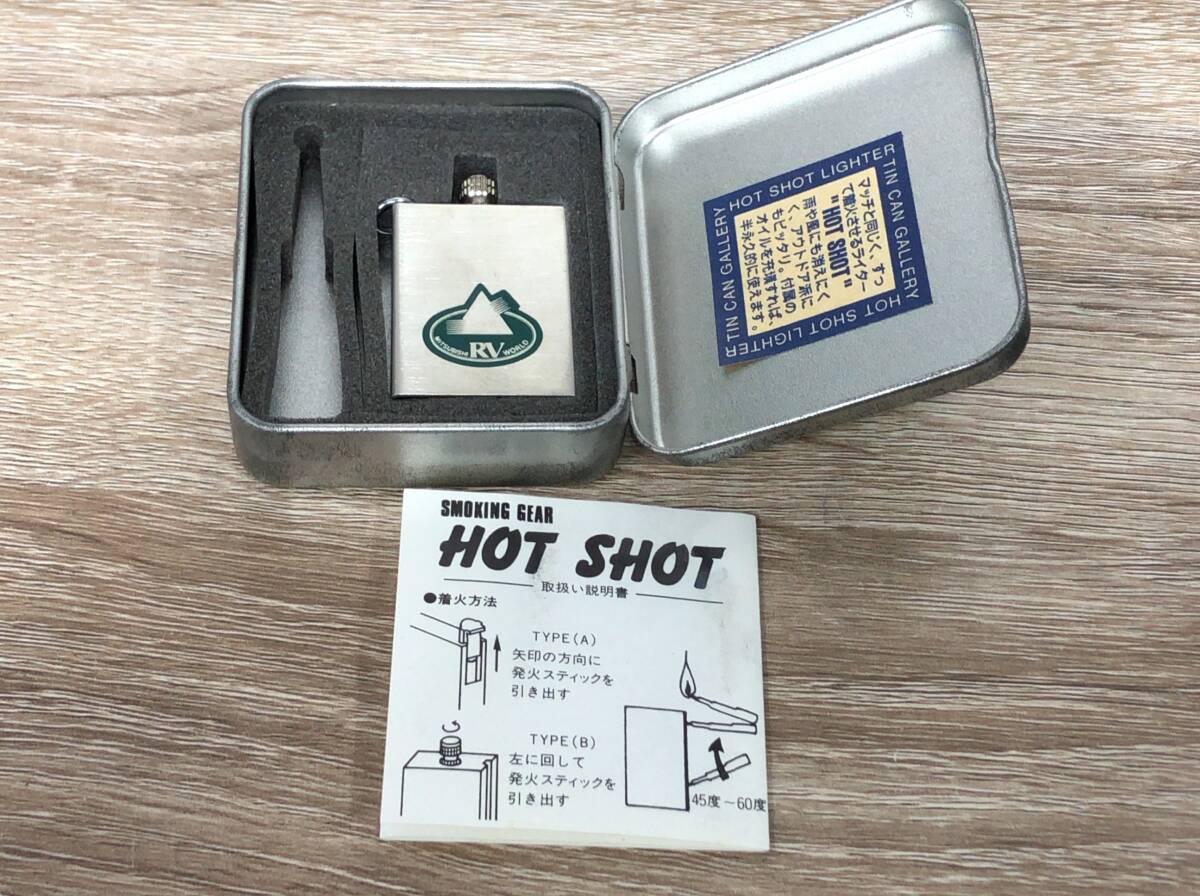 MITSUBISHI RV WORLD
HOT SHOT LIGHTER
TIN CAN GALLERY
HOT SHOT LIGHTER
TIN CAN GALLERY
マッチと同じく、すっ
て着火させるライター
"HOT SHOT"
雨や風にも消えにく
く、アウトドア派に
もピッタリ。付属の
オイルを充填すれば、
半永久的に使えます。
SMOKING GEAR
HOT SHOT
取扱い説明書
●着火方法
TYPE(A)
矢印の方向に
発火スティックを
引き出す
TYPE(B)
左に回して
発火スティックを
引き出す
45度～60度